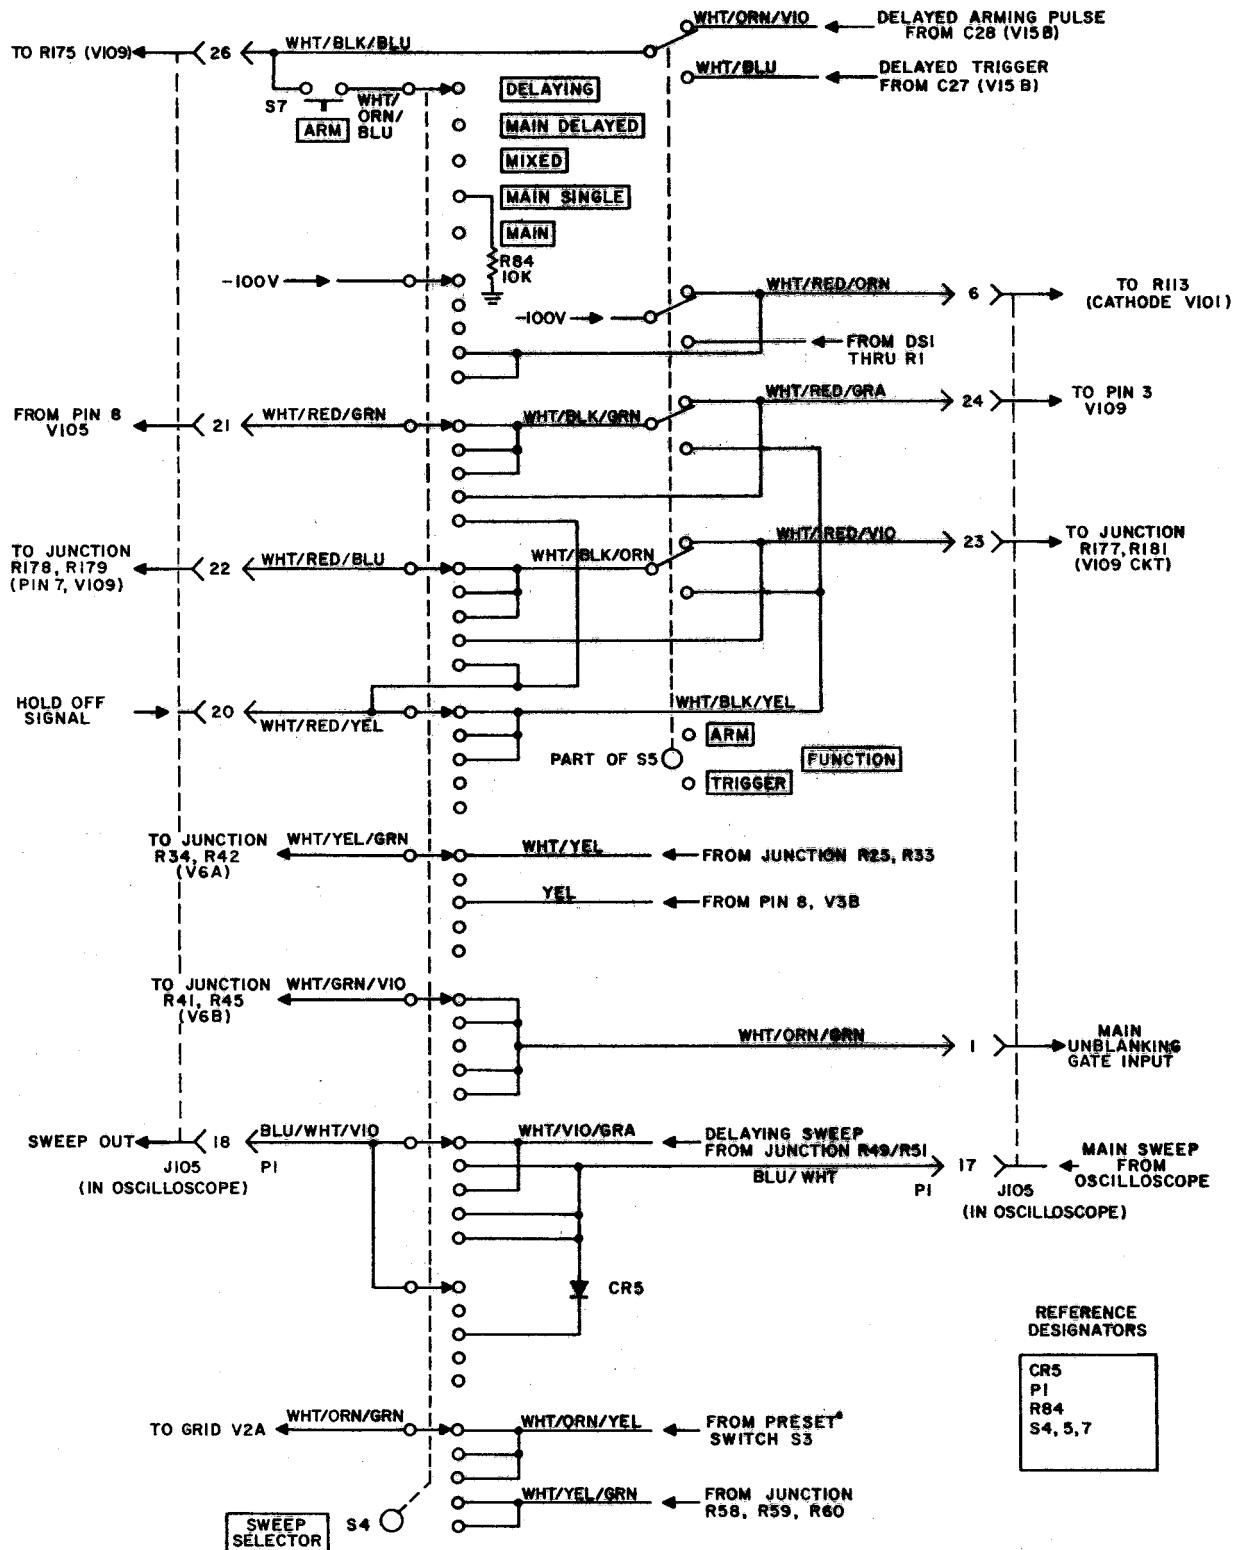 WHT/ORN/VIO
DELAYED ARMING PULSE
FROM C28 (V15B)
TO R175 (V109)
26
WHT/BLK/BLU
WHT/BLU
DELAYED TRIGGER
FROM C27 (V15B)
S7
ARM
WHT/
ORN/
BLU
DELAYING
MAIN DELAYED
MIXED
MAIN SINGLE
MAIN
R84
10K
-100V
WHT/RED/ORN
6
TO R113
(CATHODE V101)
-100V
FROM DS1
THRU R1
FROM PIN 8
V105
21
WHT/RED/GRN
WHT/BLK/GRN
WHT/RED/GRA
24
TO PIN 3
V109
TO JUNCTION
R178, R179
(PIN 7, V109)
22
WHT/RED/BLU
WHT/BLK/ORN
WHT/RED/VIO
23
TO JUNCTION
R177, R181
(V109 CKT)
HOLD OFF
SIGNAL
20
WHT/RED/YEL
WHT/BLK/YEL
PART OF S5
ARM
TRIGGER
FUNCTION
TO JUNCTION
R34, R42
(V6A)
WHT/YEL/GRN
WHT/YEL
FROM JUNCTION R25, R33
YEL
FROM PIN 8, V3B
TO JUNCTION
R41, R45
(V6B)
WHT/GRN/VIO
WHT/ORN/GRN
1
MAIN
UNBLANKING
GATE INPUT
SWEEP OUT
18
BLU/WHT/VIO
J105
P1
(IN OSCILLOSCOPE)
WHT/VIO/GRA
DELAYING SWEEP
FROM JUNCTION R49/R51
BLU/WHT
P1
17
J105
(IN OSCILLOSCOPE)
MAIN SWEEP
FROM
OSCILLOSCOPE
CR5
REFERENCE
DESIGNATORS
CR5
P1
R84
S4, 5, 7
TO GRID V2A
WHT/ORN/GRN
WHT/ORN/YEL
FROM PRESET*
SWITCH S3
WHT/YEL/GRN
FROM JUNCTION
R58, R59, R60
SWEEP
SELECTOR
S4